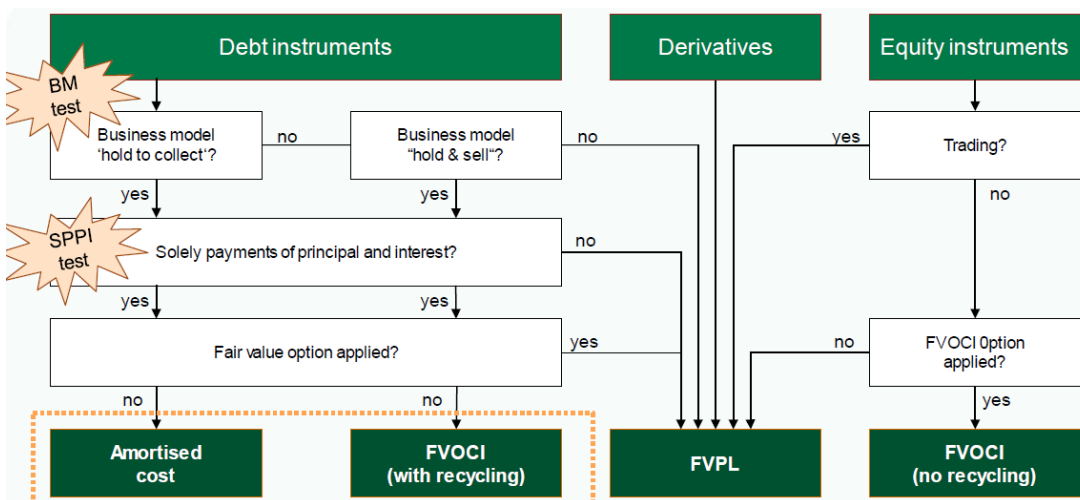 Debt instruments
Derivatives
Equity instruments
BM
test
Business model
'hold to collect'?
no
Business model
"hold & sell"?
no
yes
Trading?
yes
yes
no
SPPI
test
Solely payments of principal and interest?
no
yes
yes
Fair value option applied?
yes
no
FVOCI Option
applied?
no
no
yes
Amortised
cost
FVOCI
(with recycling)
FVPL
FVOCI
(no recycling)